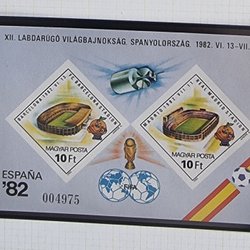 XII. LABDARÚGÓ VILÁGBAJNOKSÁG, SPANYOLORSZÁG, 1982. VI. 13-VII.
MAGYAR POSTA
10 Ft
MAGYAR POSTA
10 Ft
ESPAÑA
'82
004975
FIFA